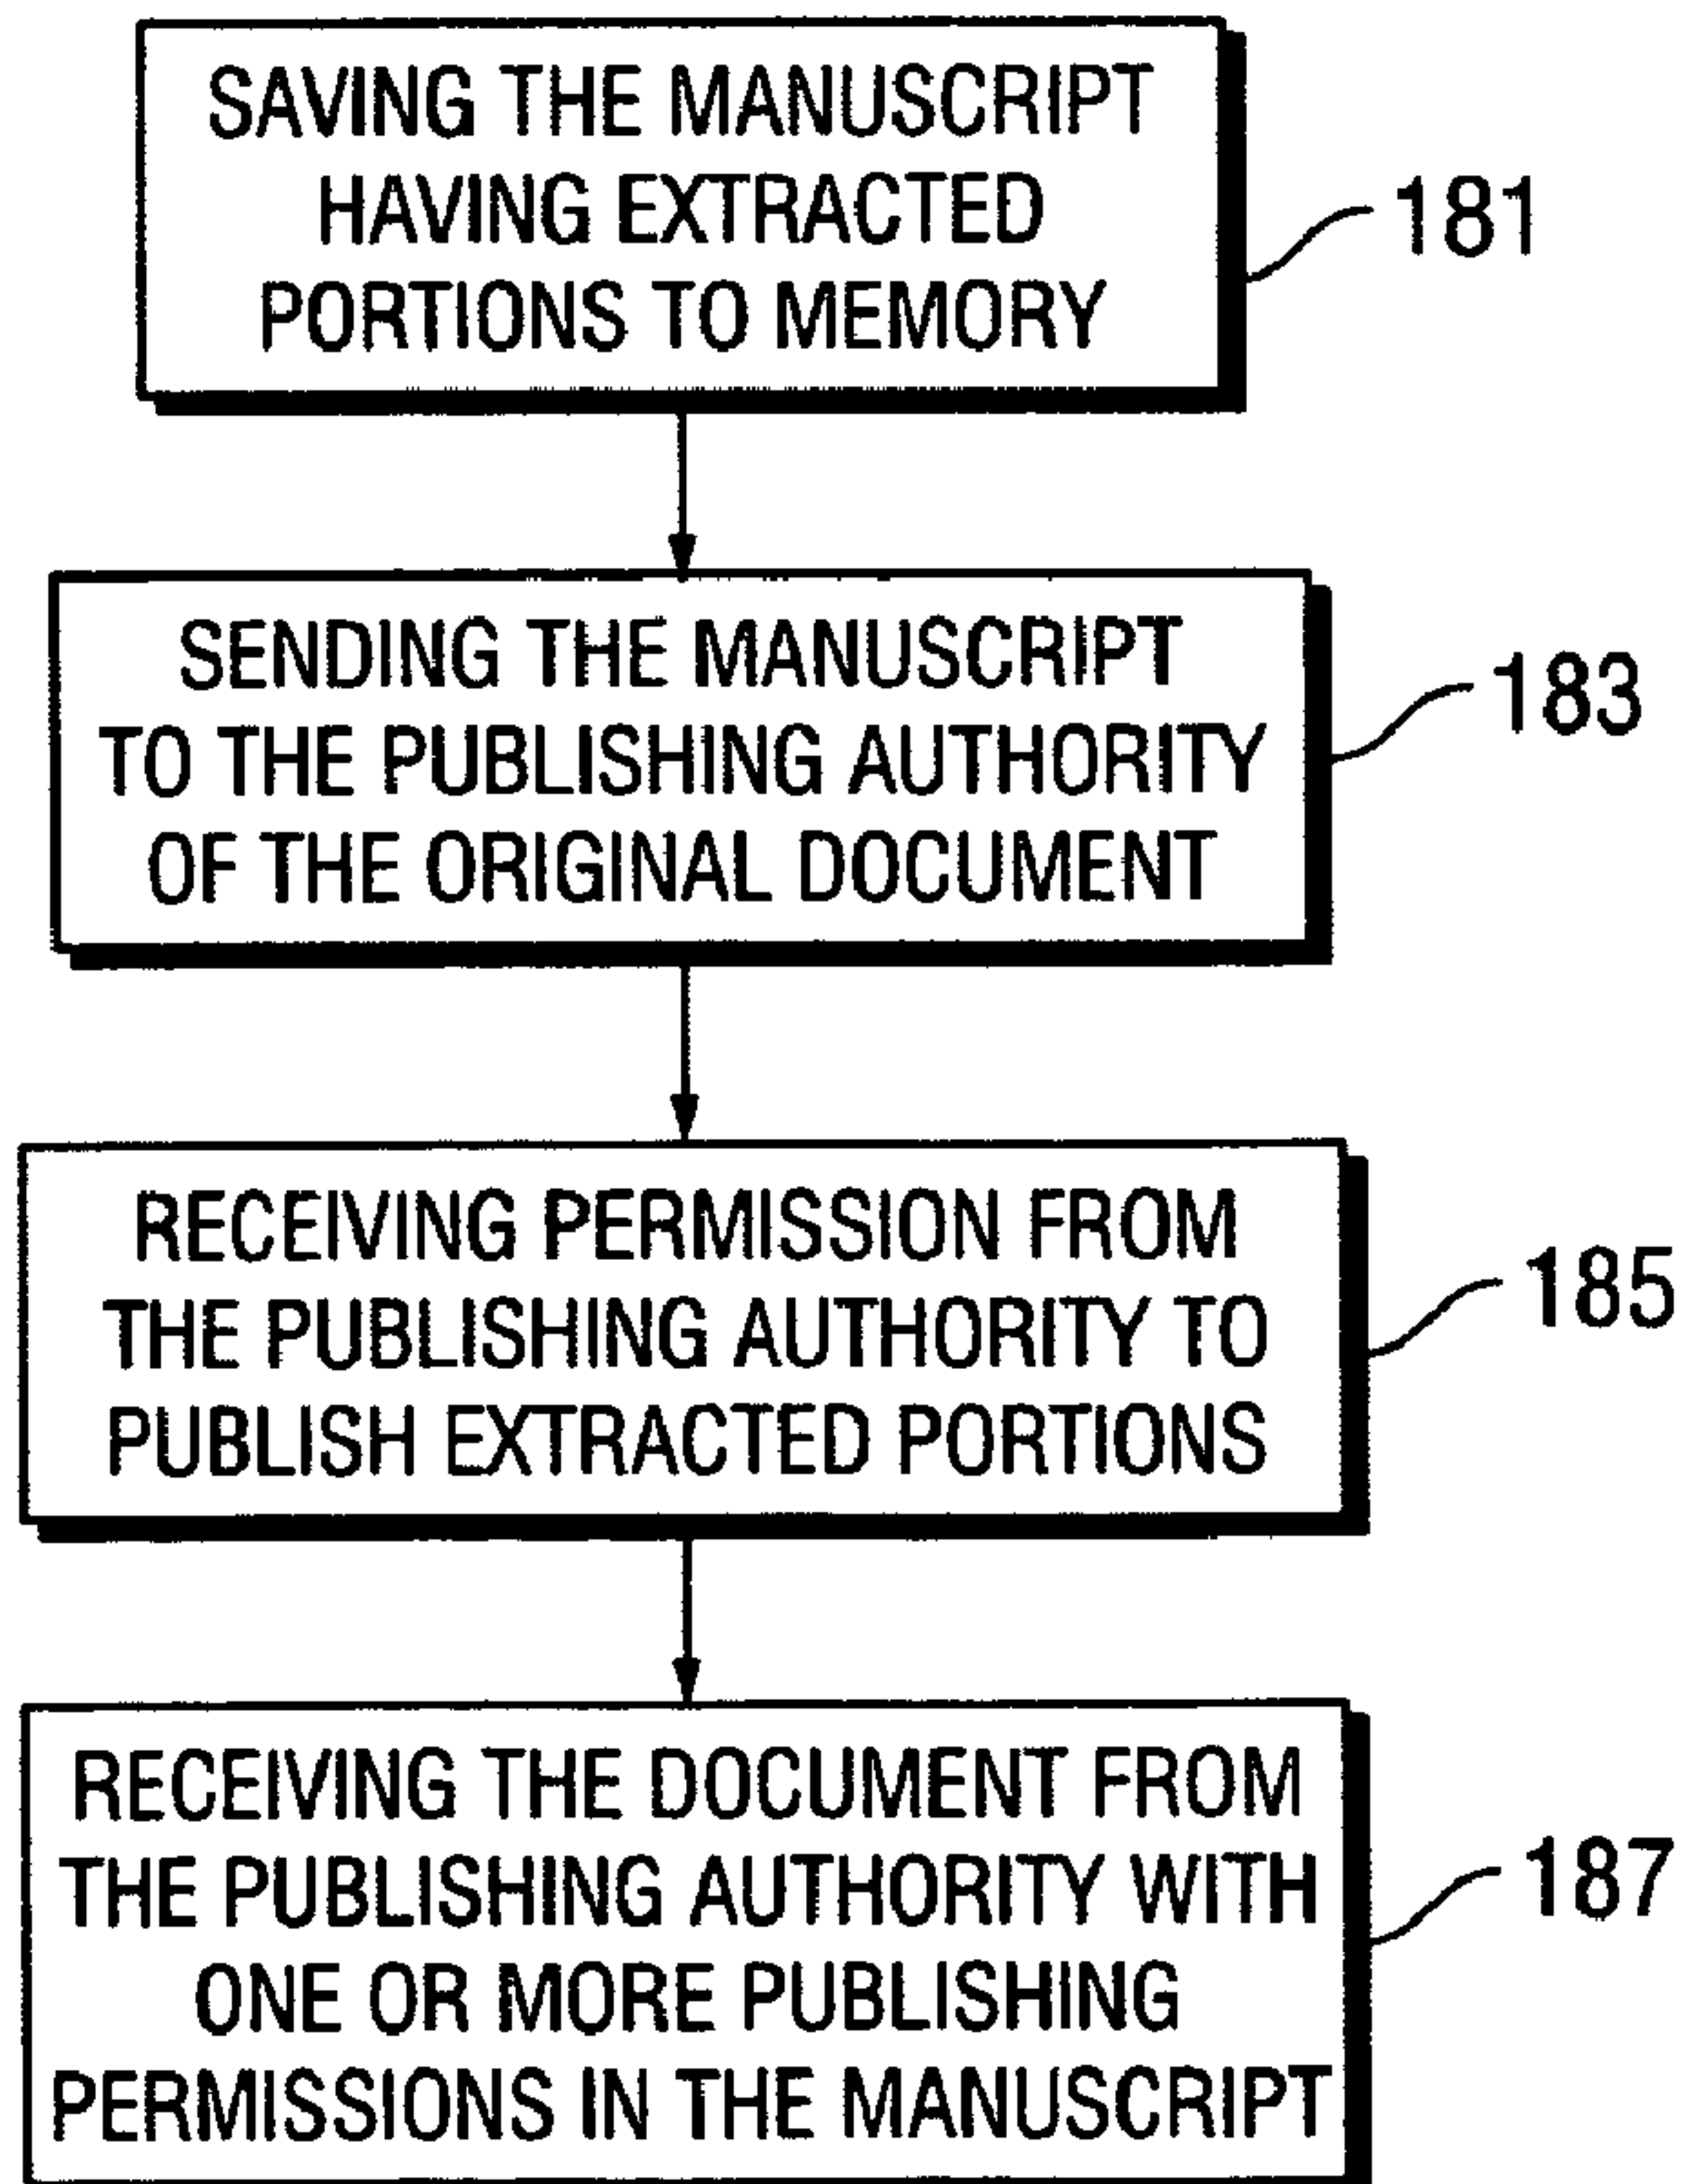 SAVING THE MANUSCRIPT
HAVING EXTRACTED
PORTIONS TO MEMORY
181
SENDING THE MANUSCRIPT
TO THE PUBLISHING AUTHORITY
OF THE ORIGINAL DOCUMENT
183
RECEIVING PERMISSION FROM
THE PUBLISHING AUTHORITY TO
PUBLISH EXTRACTED PORTIONS
185
RECEIVING THE DOCUMENT FROM
THE PUBLISHING AUTHORITY WITH
ONE OR MORE PUBLISHING
PERMISSIONS IN THE MANUSCRIPT
187